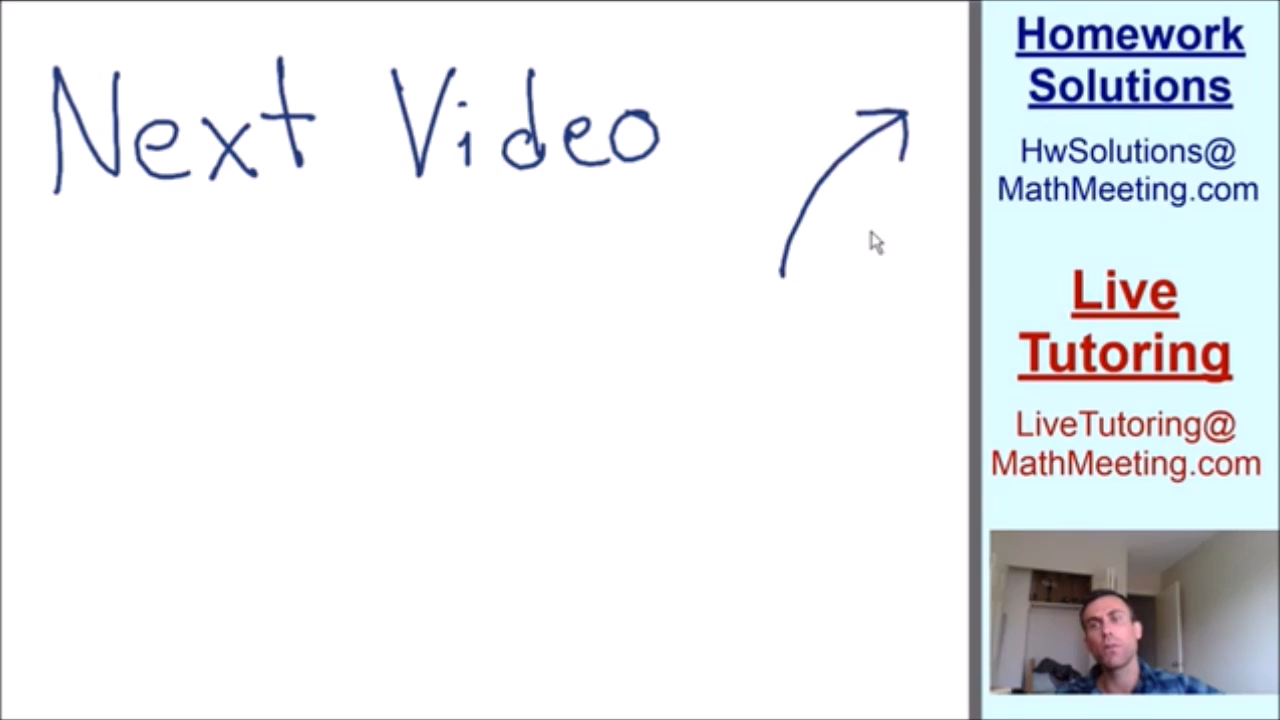 Next Video
Homework
Solutions
HwSolutions@
MathMeeting.com
Live
Tutoring
LiveTutoring@
MathMeeting.com